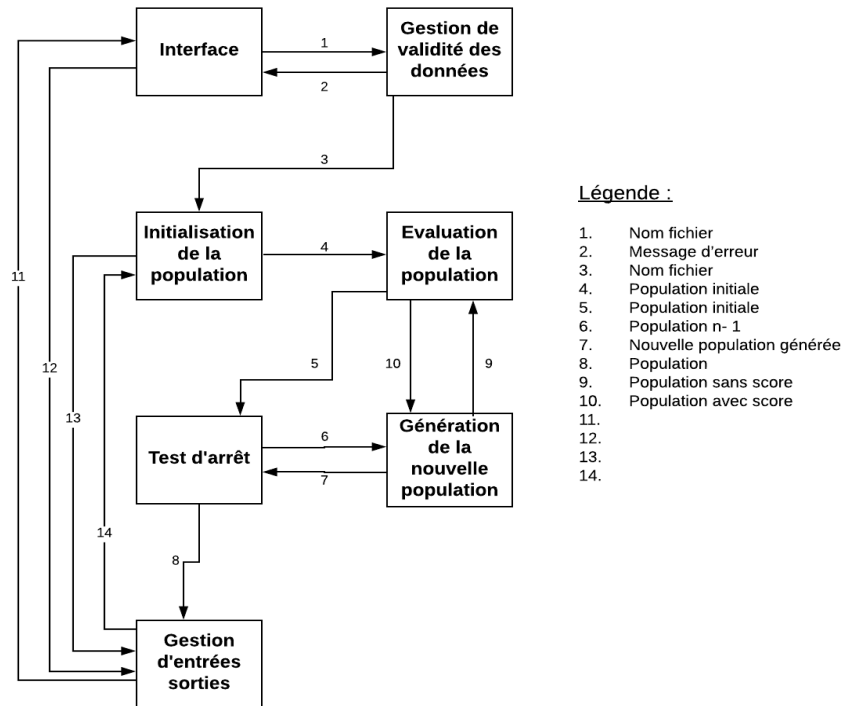 Interface
1
2
Gestion de
validité des
données
3
Initialisation
de la
population
4
Evaluation
de la
population
11
12
13
14
5
10
9
Test d'arrêt
6
7
Génération
de la
nouvelle
population
8
Gestion
d'entrées
sorties
Légende :
1. Nom fichier
2. Message d'erreur
3. Nom fichier
4. Population initiale
5. Population initiale
6. Population n- 1
7. Nouvelle population générée
8. Population
9. Population sans score
10. Population avec score
11.
12.
13.
14.